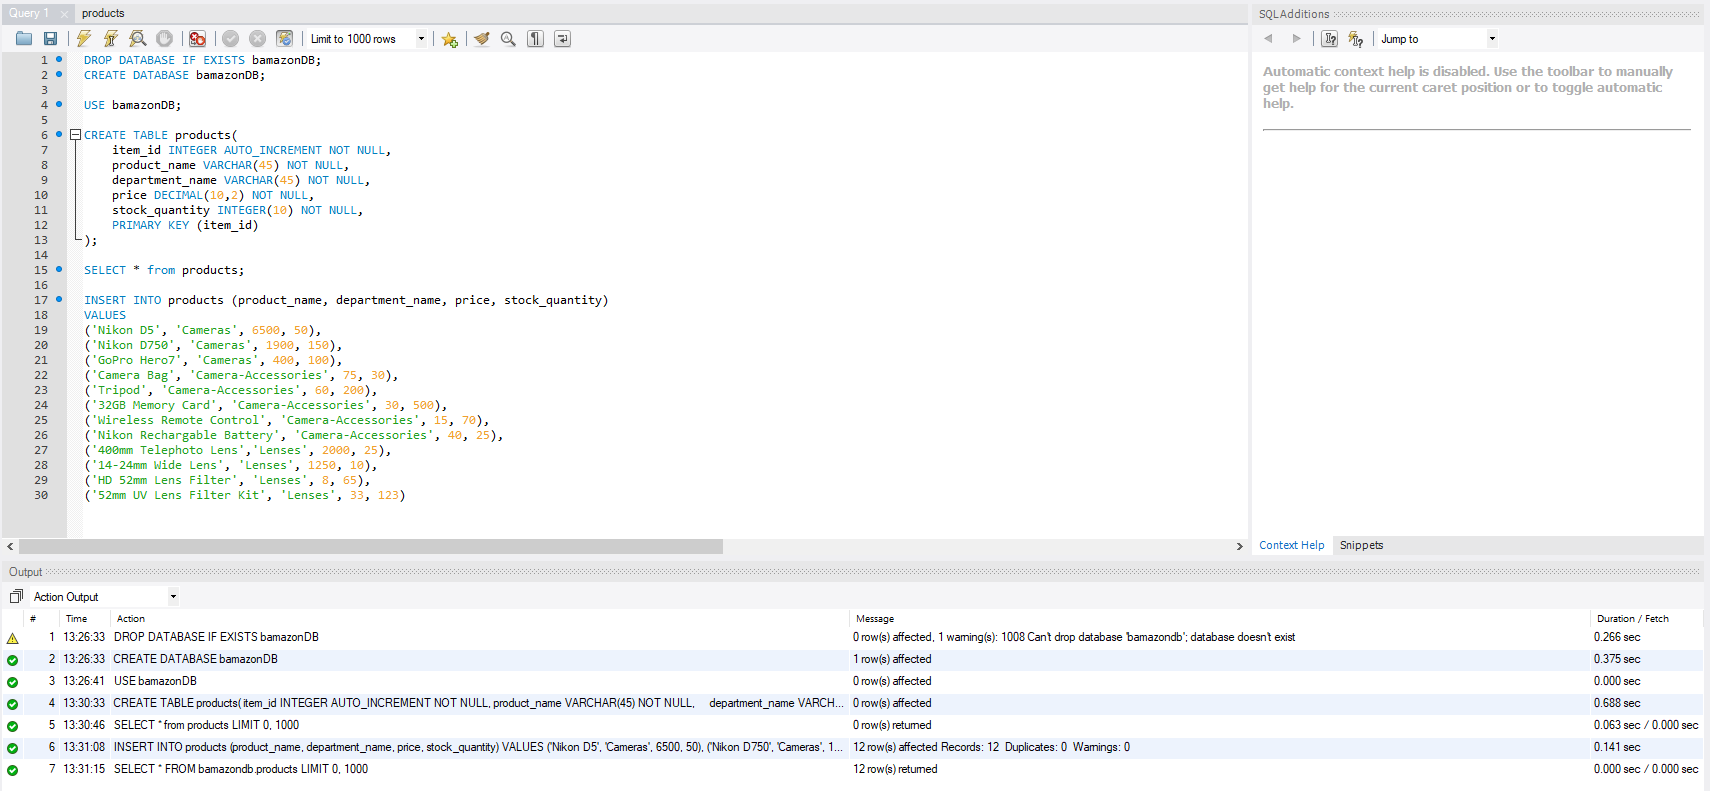 Query 1 products
Limit to 1000 rows
1 DROP DATABASE IF EXISTS bamazonDB;
2 CREATE DATABASE bamazonDB;
3
4 USE bamazonDB;
5
6 CREATE TABLE products(
7 item_id INTEGER AUTO_INCREMENT NOT NULL,
8 product_name VARCHAR(45) NOT NULL,
9 department_name VARCHAR(45) NOT NULL,
10 price DECIMAL(10,2) NOT NULL,
11 stock_quantity INTEGER(10) NOT NULL,
12 PRIMARY KEY (item_id)
13 );
14
15 SELECT * from products;
16
17 INSERT INTO products (product_name, department_name, price, stock_quantity)
18 VALUES
19 ('Nikon D5', 'Cameras', 6500, 50),
20 ('Nikon D750', 'Cameras', 1900, 150),
21 ('GoPro Hero7', 'Cameras', 400, 100),
22 ('Camera Bag', 'Camera-Accessories', 75, 30),
23 ('Tripod', 'Camera-Accessories', 60, 200),
24 ('32GB Memory Card', 'Camera-Accessories', 30, 500),
25 ('Wireless Remote Control', 'Camera-Accessories', 15, 70),
26 ('Nikon Rechargable Battery', 'Camera-Accessories', 40, 25),
27 ('400mm Telephoto Lens','Lenses', 2000, 25),
28 ('14-24mm Wide Lens', 'Lenses', 1250, 10),
29 ('HD 52mm Lens Filter', 'Lenses', 8, 65),
30 ('52mm UV Lens Filter Kit', 'Lenses', 33, 123)
SQLAdditions
Jump to
Automatic context help is disabled. Use the toolbar to manually
get help for the current caret position or to toggle automatic
help.
Context Help Snippets
Output
Action Output
# Time Action Message Duration / Fetch
1 13:26:33 DROP DATABASE IF EXISTS bamazonDB 0 row(s) affected, 1 warning(s): 1008 Can't drop database 'bamazondb'; database doesn't exist 0.266 sec
2 13:26:33 CREATE DATABASE bamazonDB 1 row(s) affected 0.375 sec
3 13:26:41 USE bamazonDB 0 row(s) affected 0.000 sec
4 13:30:33 CREATE TABLE products( item_id INTEGER AUTO_INCREMENT NOT NULL, product_name VARCHAR(45) NOT NULL, department_name VARCH... 0 row(s) affected 0.688 sec
5 13:30:46 SELECT * from products LIMIT 0, 1000 0 row(s) returned 0.063 sec / 0.000 sec
6 13:31:08 INSERT INTO products (product_name, department_name, price, stock_quantity) VALUES ('Nikon D5', 'Cameras', 6500, 50), ('Nikon D750', 'Cameras', 1... 12 row(s) affected Records: 12 Duplicates: 0 Warnings: 0 0.141 sec
7 13:31:15 SELECT * FROM bamazondb.products LIMIT 0, 1000 12 row(s) returned 0.000 sec / 0.000 sec